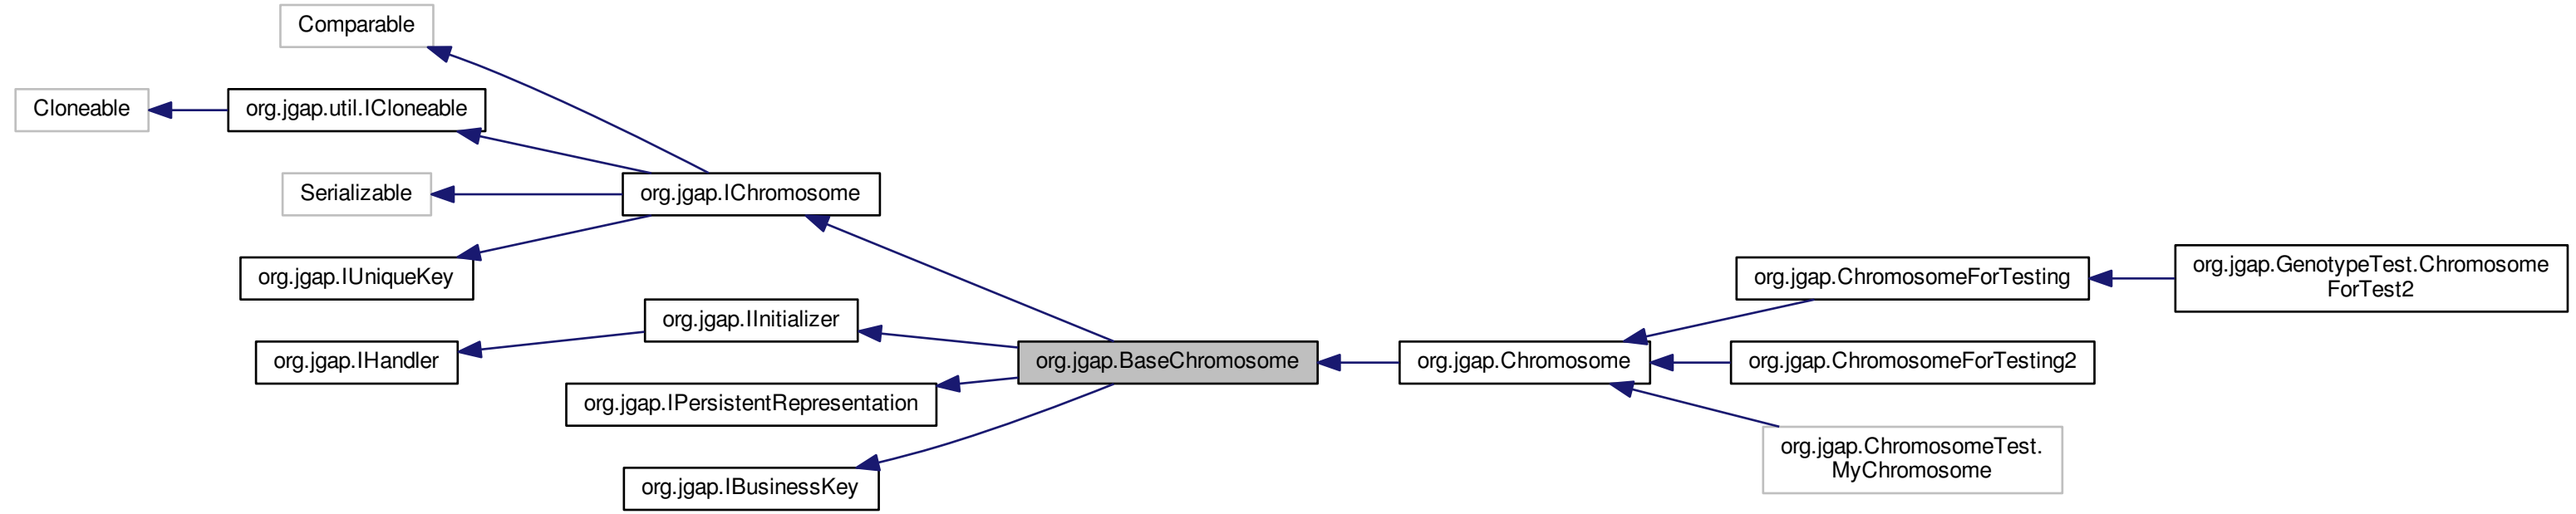 Comparable
Cloneable
org.jgap.util.ICloneable
Serializable
org.jgap.IChromosome
org.jgap.IUniqueKey
org.jgap.IInitializer
org.jgap.IHandler
org.jgap.IPersistentRepresentation
org.jgap.IBusinessKey
org.jgap.BaseChromosome
org.jgap.Chromosome
org.jgap.ChromosomeForTesting
org.jgap.GenotypeTest.Chromosome
ForTest2
org.jgap.ChromosomeForTesting2
org.jgap.ChromosomeTest.
MyChromosome